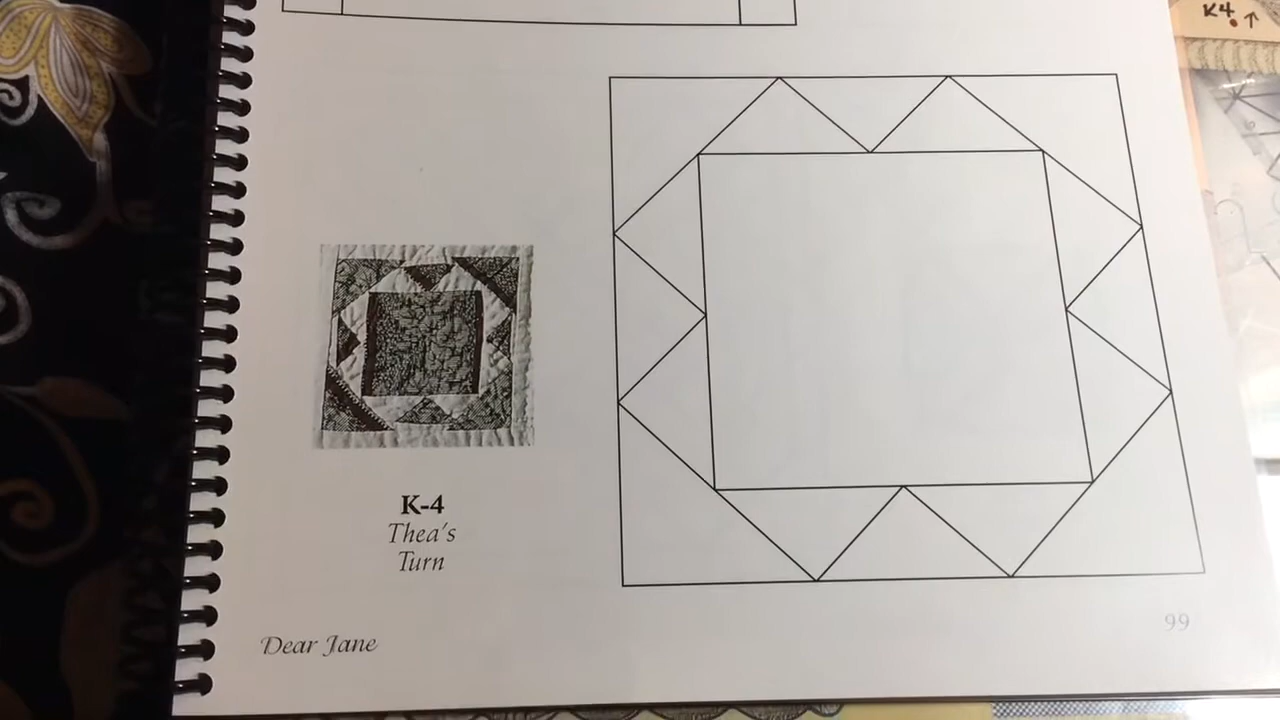 K4. ↑
K-4
Thea's
Turn
99
Dear Jane